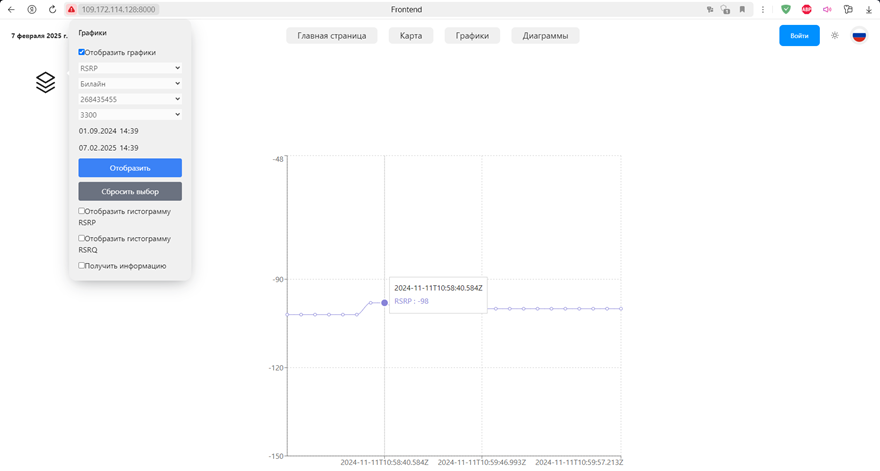 109.172.114.128:8000
Frontend
7 февраля 2025 г.
Главная страница
Карта
Графики
Диаграммы
Войти
Графики
Отобразить графики
RSRP
Билайн
268435455
3300
01.09.2024 14:39
07.02.2025 14:39
Отобразить
Сбросить выбор
Отобразить гистограмму
RSRP
Отобразить гистограмму
RSRQ
Получить информацию
-48
-90
-120
-150
2024-11-11T10:58:40.584Z
RSRP : -98
2024-11-11T10:58:40.584Z
2024-11-11T10:59:46.993Z
2024-11-11T10:59:57.213Z